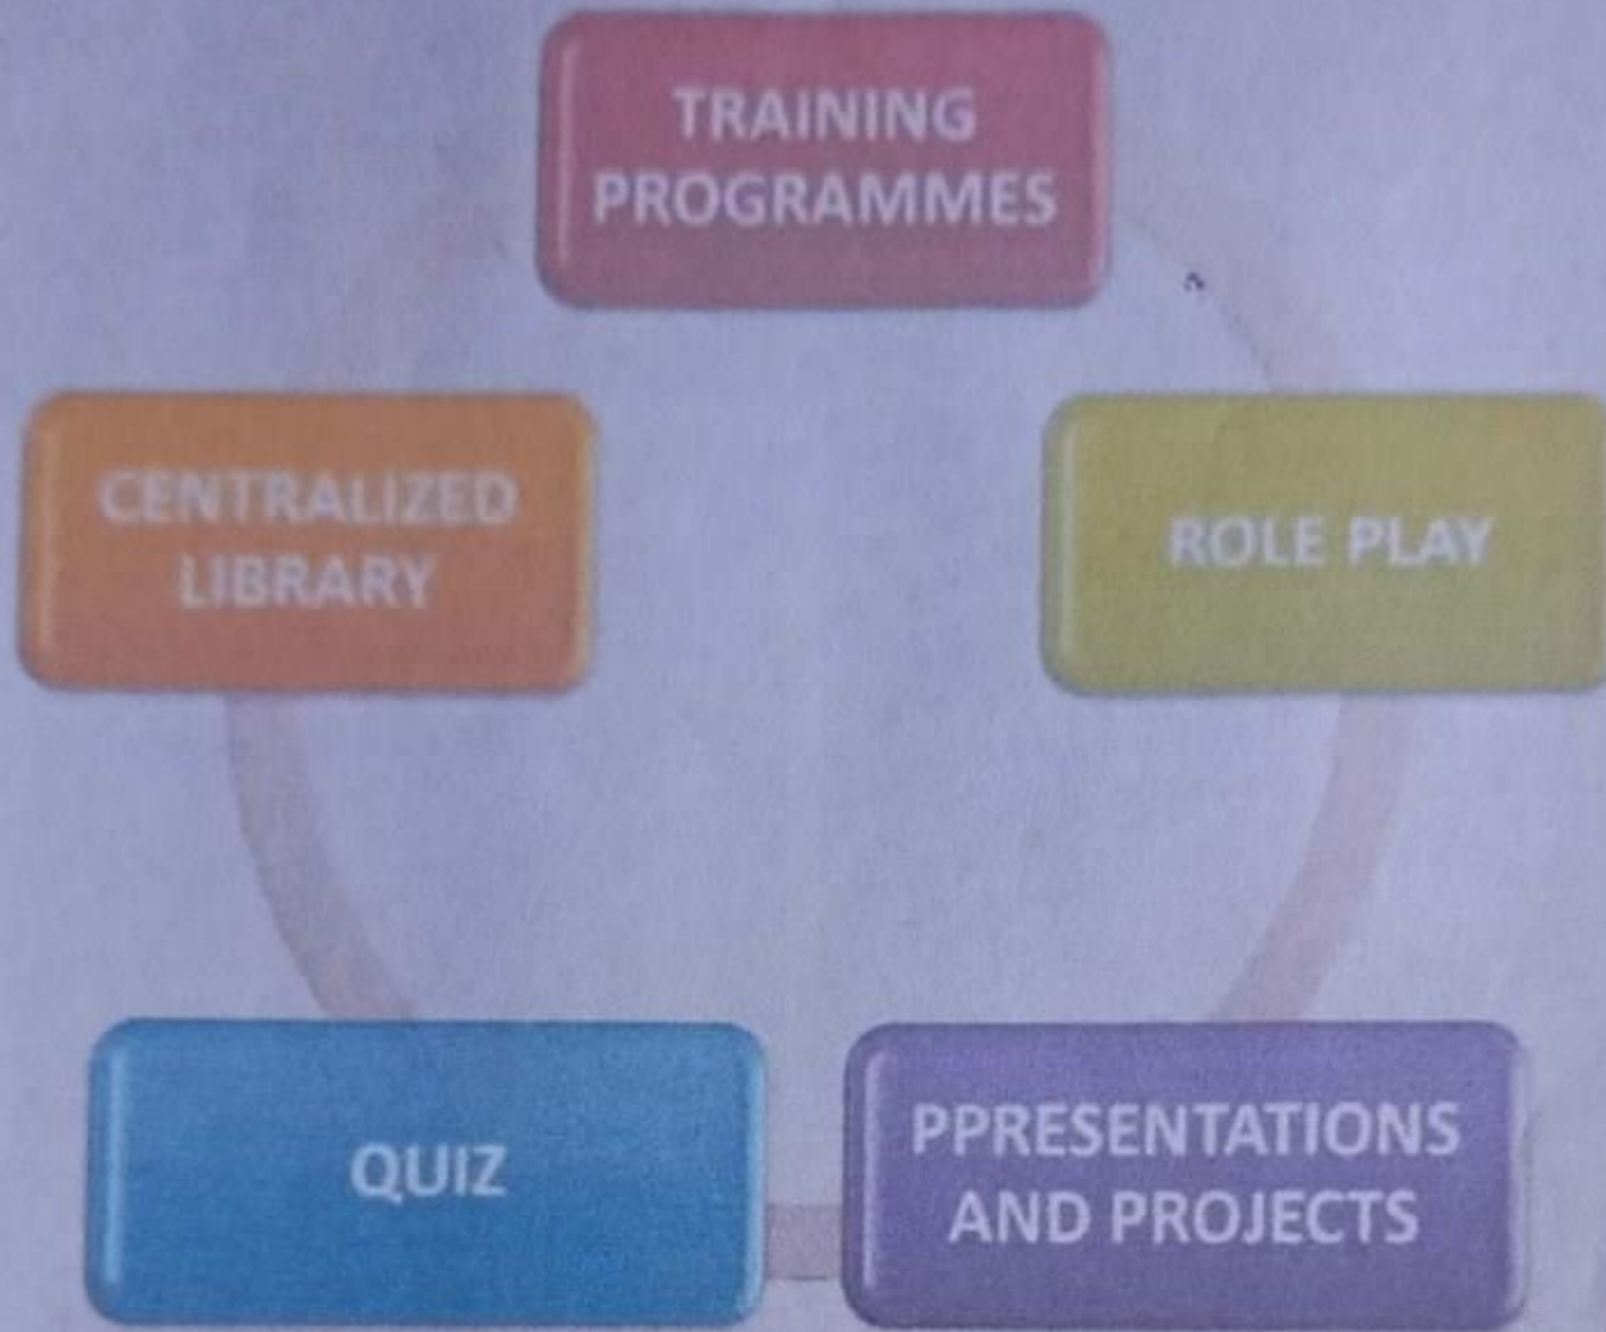 TRAINING
PROGRAMMES
CENTRALIZED
LIBRARY
ROLE PLAY
QUIZ
PPRESENTATIONS
AND PROJECTS